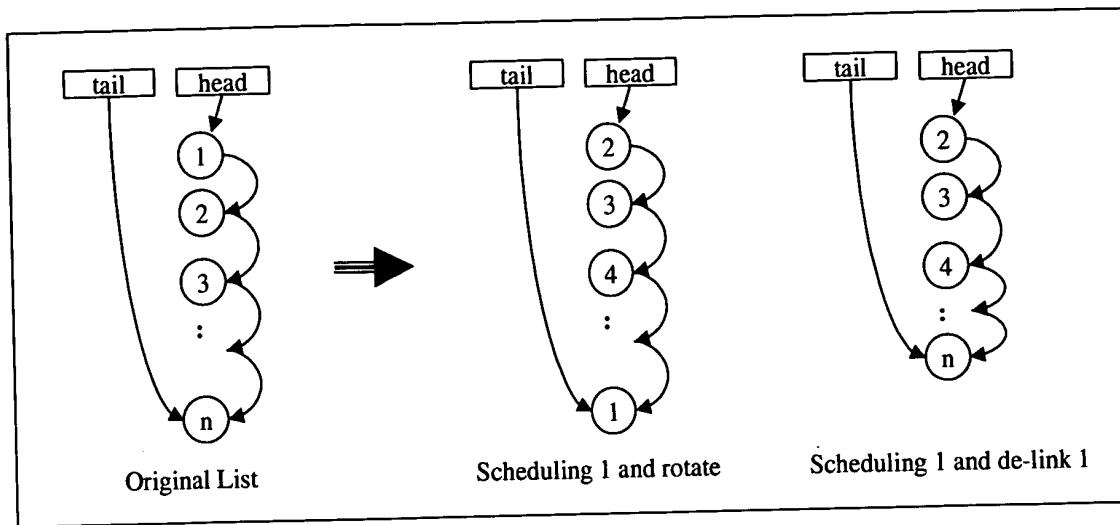 tail head
1
2
3
:
n
Original List
tail head
2
3
4
:
1
Scheduling 1 and rotate
tail head
2
3
4
:
n
Scheduling 1 and de-link 1